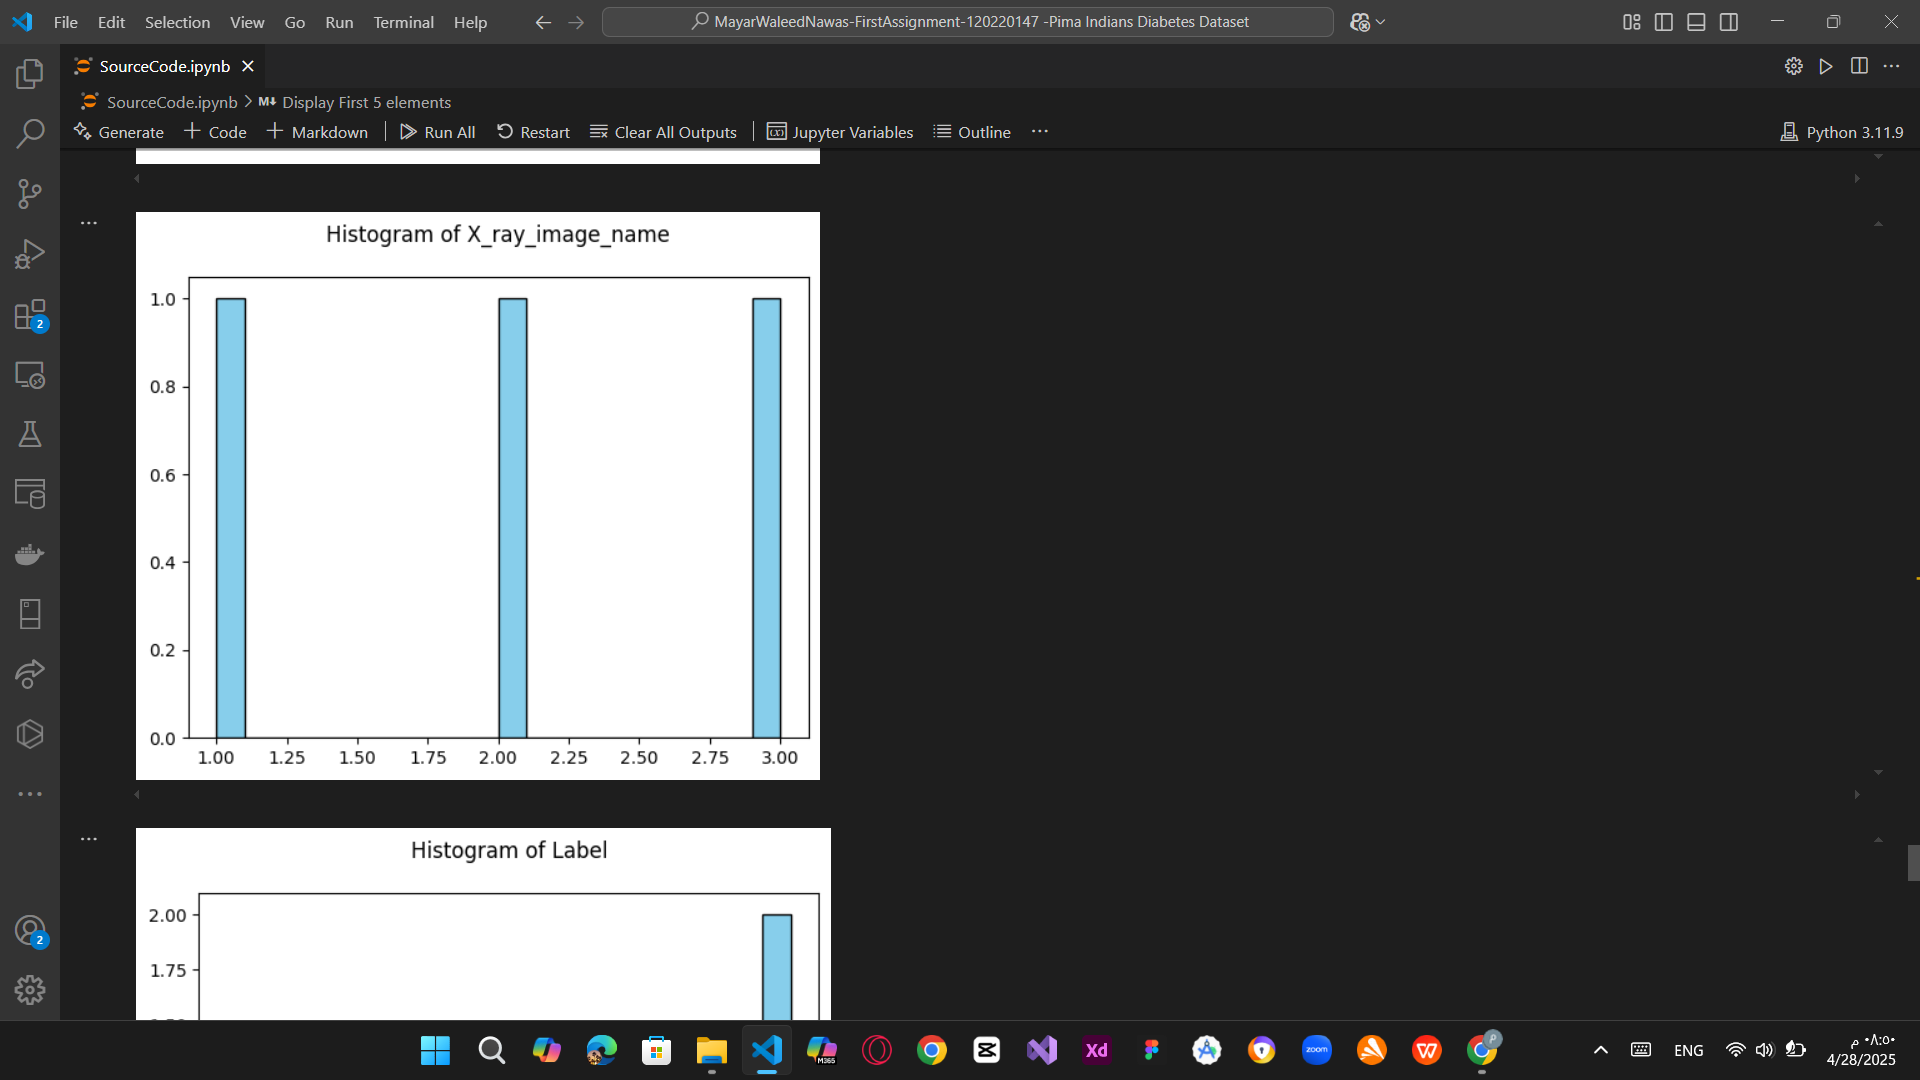 File Edit Selection View Go Run Terminal Help
MayarWaleedNawas-FirstAssignment-120220147 -Pima Indians Diabetes Dataset
SourceCode.ipynb
SourceCode.ipynb > M↓ Display First 5 elements
Generate + Code + Markdown Run All Restart Clear All Outputs Jupyter Variables Outline ...
Python 3.11.9
Histogram of X_ray_image_name
1.0
0.8
0.6
0.4
0.2
0.0
1.00 1.25 1.50 1.75 2.00 2.25 2.50 2.75 3.00
Histogram of Label
2.00
1.75
2
2
M365
Xd
zoom
W
P
ENG
٠٨:٥٠ م
4/28/2025